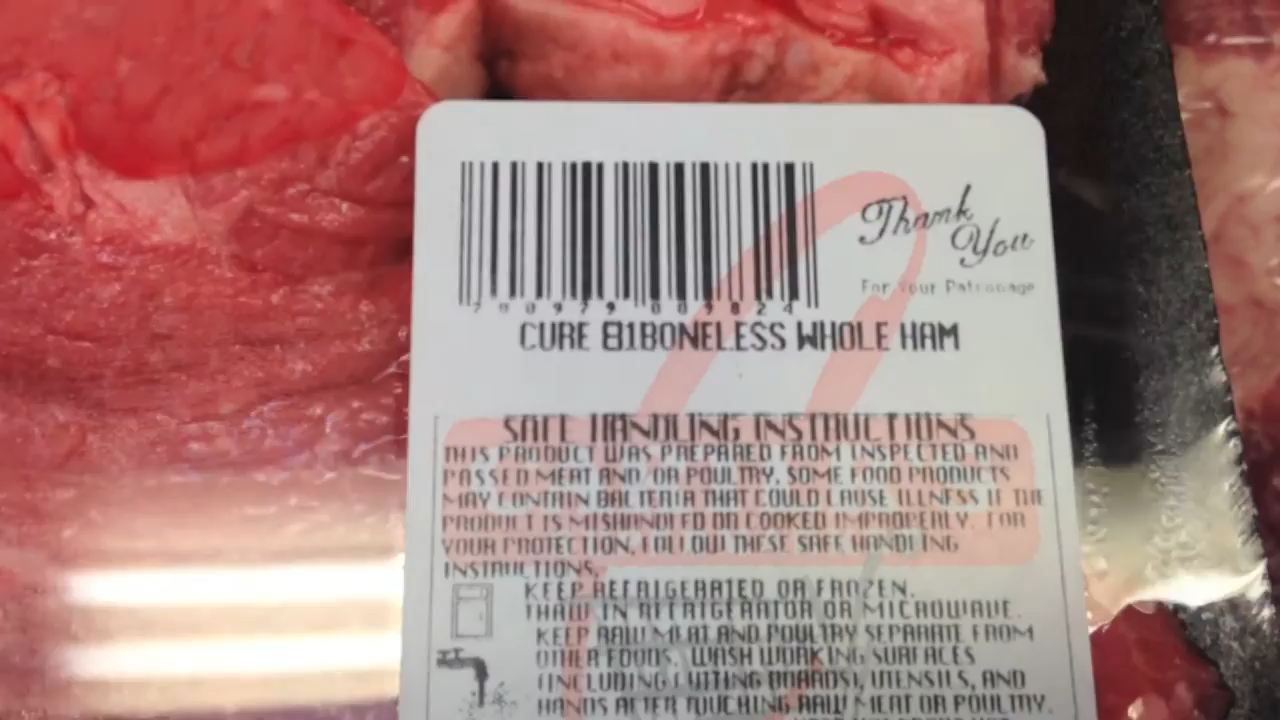 Thank
You
For Your Patronage
CURE 81BONELESS WHOLE HAM
SAFE HANDLING INSTRUCTIONS
THIS PRODUCT WAS PREPARED FROM INSPECTED AND
PASSED MEAT AND/OR POULTRY. SOME FOOD PRODUCTS
MAY CONTAIN BACTERIA THAT COULD CAUSE ILLNESS IF THE
PRODUCT IS MISHANDLED OR COOKED IMPROPERLY. FOR
YOUR PROTECTION, FOLLOW THESE SAFE HANDLING
INSTRUCTIONS.
KEEP REFRIGERATED OR FROZEN.
THAW IN REFRIGERATOR OR MICROWAVE.
KEEP RAW MEAT AND POULTRY SEPARATE FROM
OTHER FOODS. WASH WORKING SURFACES
(INCLUDING CUTTING BOARDS), UTENSILS, AND
HANDS AFTER TOUCHING RAW MEAT OR POULTRY.